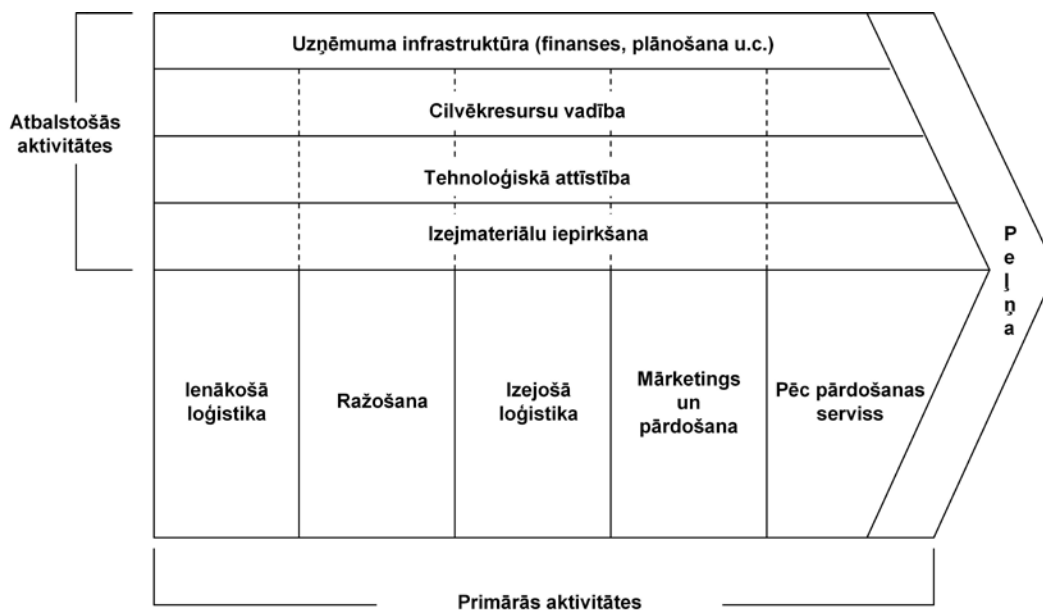 Uzņēmuma infrastruktūra (finanses, plānošana u.c.)
Cilvēkresursu vadība
Atbalstošās
aktivitātes
Tehnoloģiskā attīstība
Izejmateriālu iepirkšana
Peļņa
Ienākošā
loģistika
Ražošana
Izejošā
loģistika
Mārketings
un
pārdošana
Pēc pārdošanas
serviss
Primārās aktivitātes